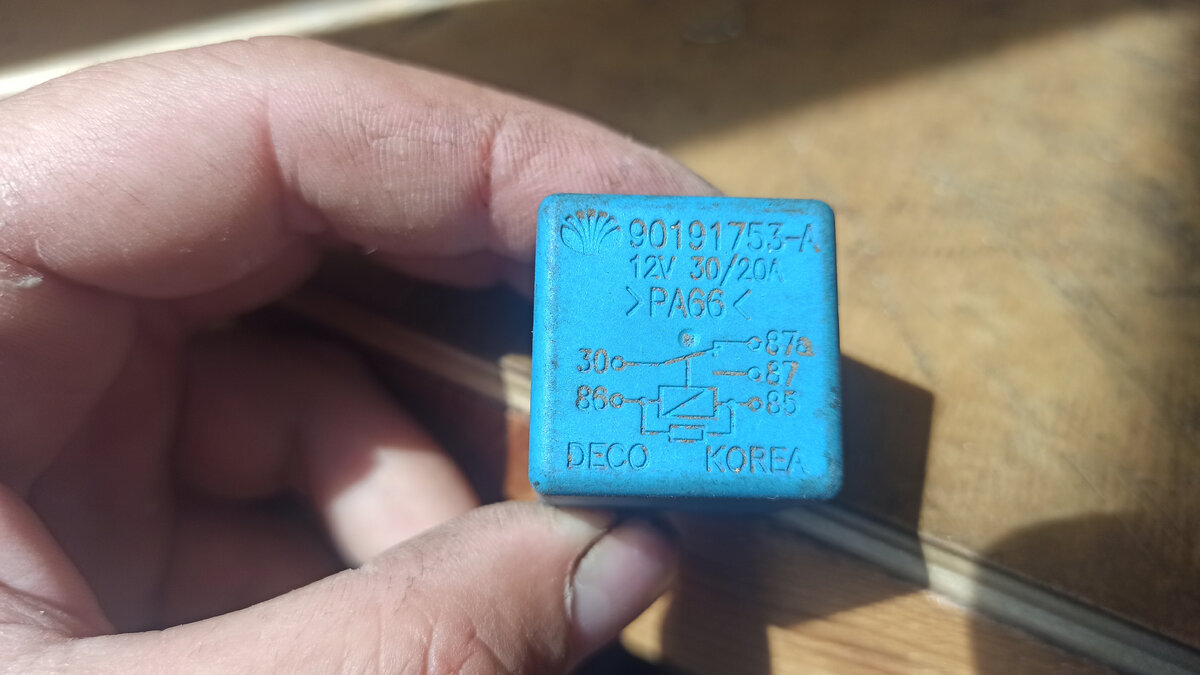 90191753-A
12V 30/20A
>PA66<
30 87a
87
86 85
DECO KOREA